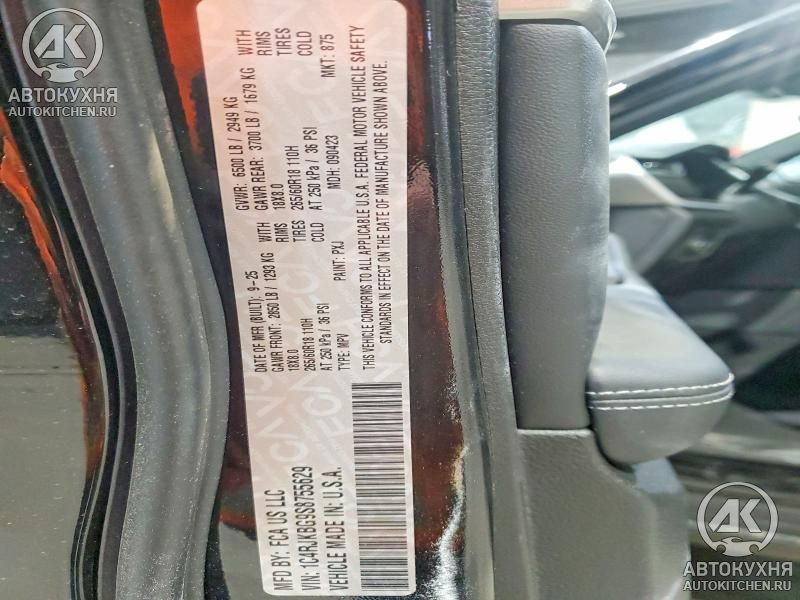 AK
АВТОКУХНЯ
AUTOKITCHEN.RU
MFD BY: FCA US LLC
DATE OF MFR (BUILT): 9-25
GVWR: 6500 LB / 2949 KG
GAWR FRONT: 2850 LB / 1293 KG WITH
GAWR REAR: 3700 LB / 1679 KG WITH
18X8.0 RIMS
18X8.0 RIMS
265/60R18 110H TIRES
265/60R18 110H TIRES
AT 250 kPa / 36 PSI COLD
AT 250 kPa / 36 PSI COLD
VIN: 1C4RJKBG9S8755629
TYPE: MPV
PAINT: PXJ
MDH: 090423
MKT: 875
VEHICLE MADE IN: U.S.A.
THIS VEHICLE CONFORMS TO ALL APPLICABLE U.S.A. FEDERAL MOTOR VEHICLE SAFETY
STANDARDS IN EFFECT ON THE DATE OF MANUFACTURE SHOWN ABOVE.
AK
АВТОКУХНЯ
AUTOKITCHEN.RU